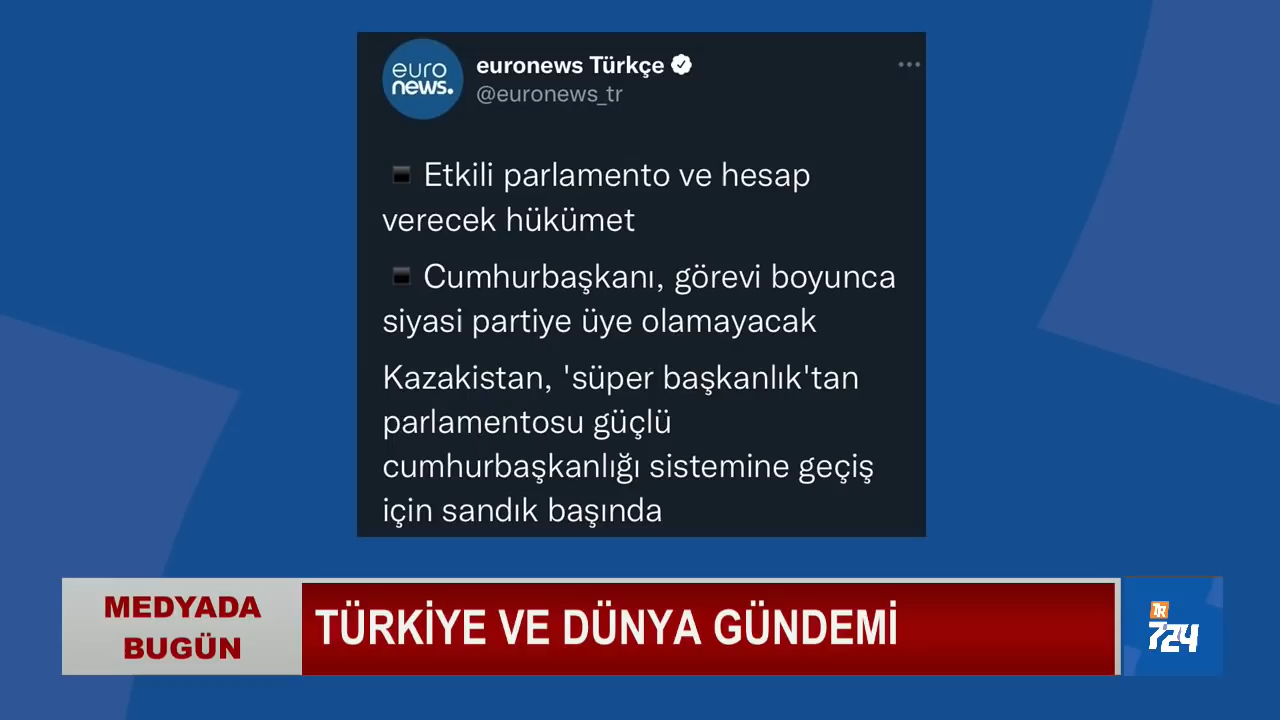 euro
news.
euronews Türkçe
@euronews_tr
▪ Etkili parlamento ve hesap
verecek hükümet
▪ Cumhurbaşkanı, görevi boyunca
siyasi partiye üye olamayacak
Kazakistan, 'süper başkanlık'tan
parlamentosu güçlü
cumhurbaşkanlığı sistemine geçiş
için sandık başında
MEDYADA
BUGÜN
TÜRKİYE VE DÜNYA GÜNDEMİ
TR
724